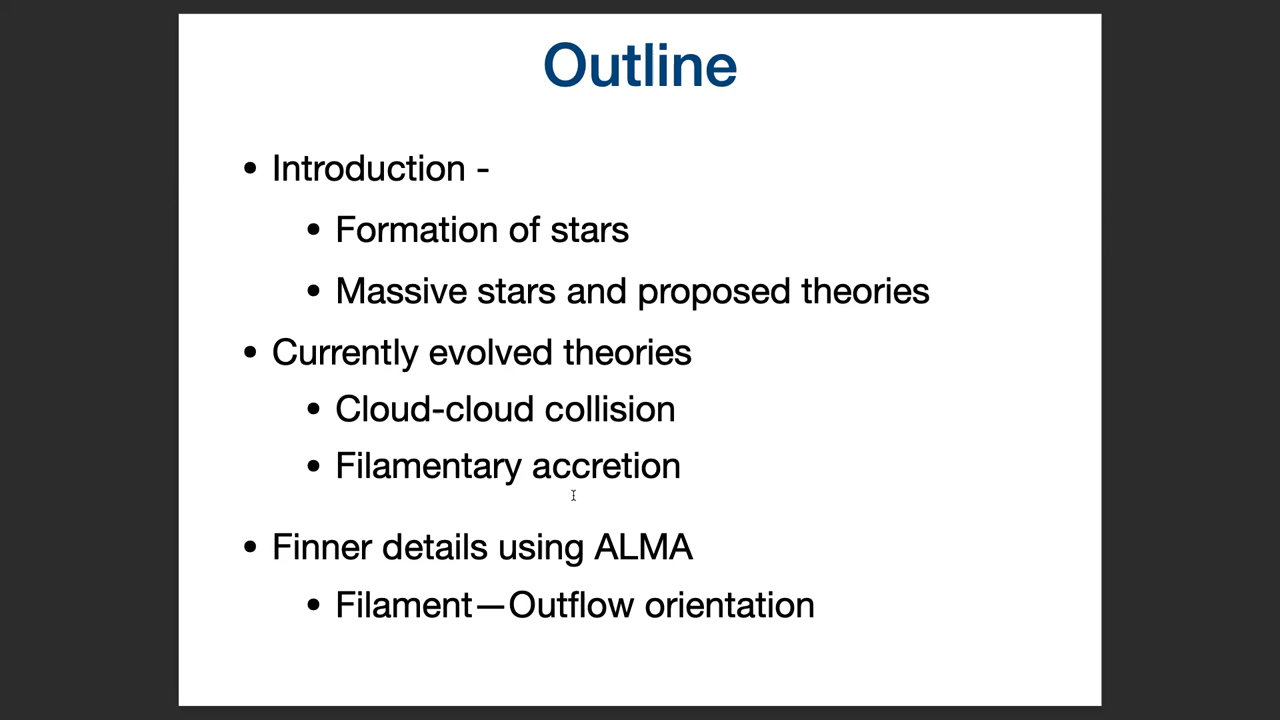 Outline
• Introduction -
• Formation of stars
• Massive stars and proposed theories
• Currently evolved theories
• Cloud-cloud collision
• Filamentary accretion
• Finner details using ALMA
• Filament—Outflow orientation